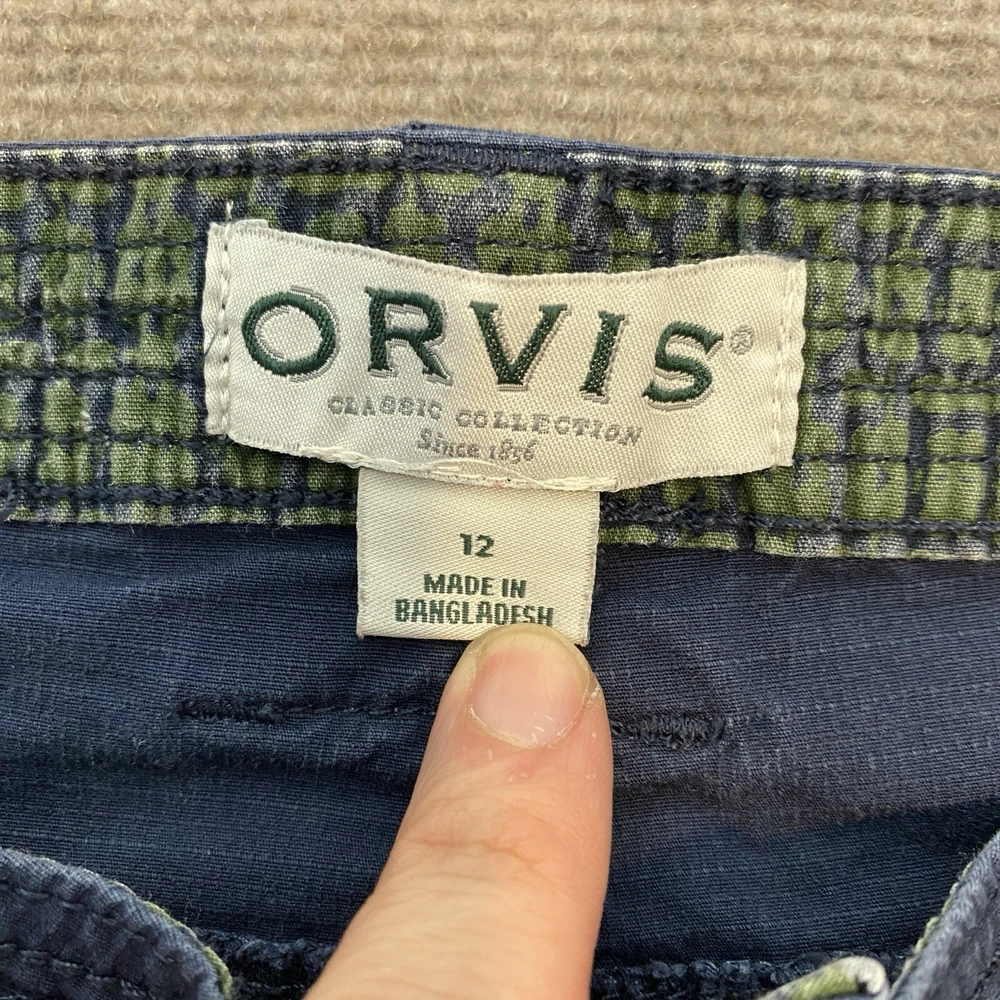 ORVIS®
CLASSIC COLLECTION
Since 1856
12
MADE IN
BANGLADESH